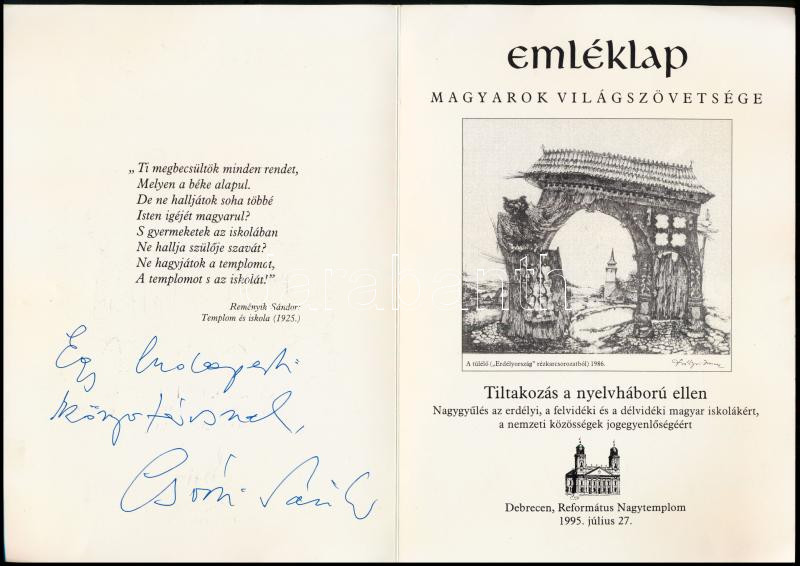 „Ti megbecsültök minden rendet,
Melyen a béke alapul.
De ne halljátok soha többé
Isten igéjét magyarul?
S gyermeketek az iskolában
Ne hallja szülője szavát?
Ne hagyjátok a templomot,
A templomot s az iskolát!”
Reményik Sándor:
Templom és iskola (1925.)
Egy budapesti
könyvtárosnak,
Csoóri Sándor
emléklap
MAGYAROK VILÁGSZÖVETSÉGE
A túlélő („Erdélyország” rézkarcsorozatból) 1986.
Tiltakozás a nyelvháború ellen
Nagygyűlés az erdélyi, a felvidéki és a délvidéki magyar iskolákért,
a nemzeti közösségek jogegyenlőségéért
Debrecen, Református Nagytemplom
1995. július 27.